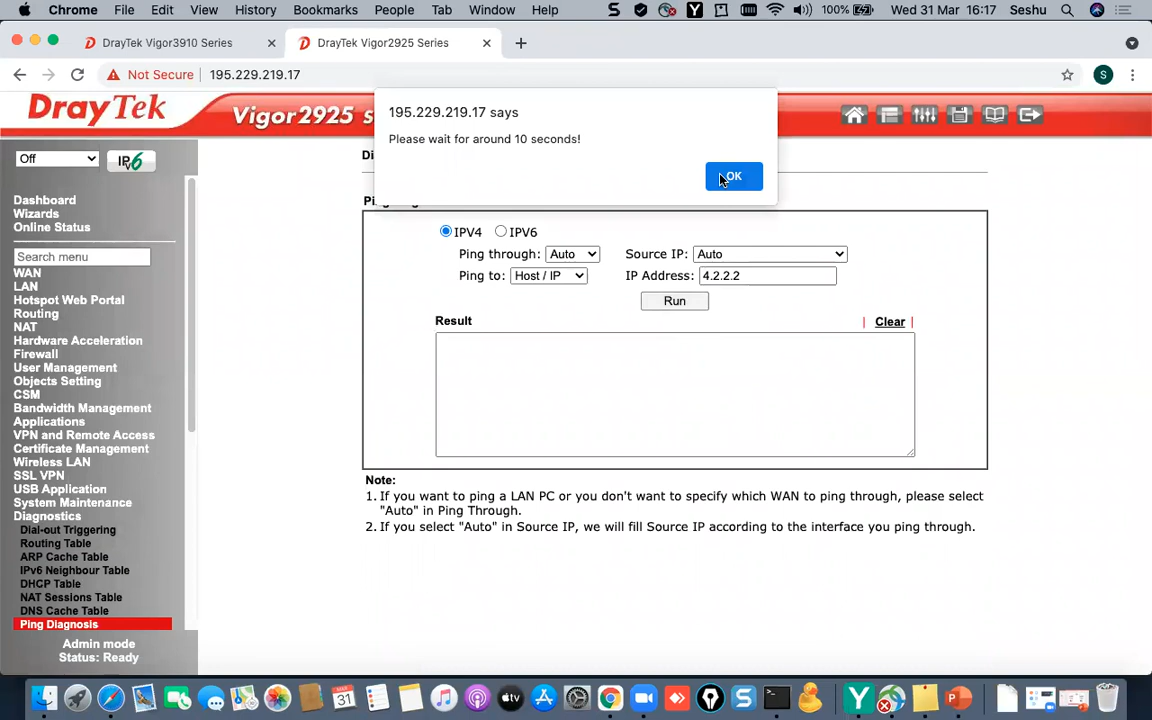 Chrome File Edit View History Bookmarks People Tab Window Help 100% Wed 31 Mar 16:17 Seshu
DrayTek Vigor3910 Series DrayTek Vigor2925 Series
Not Secure 195.229.219.17 S
DrayTek Vigor2925 s
195.229.219.17 says
Please wait for around 10 seconds!
OK
Off IPv6
Dashboard
Wizards
Online Status
Search menu
WAN
LAN
Hotspot Web Portal
Routing
NAT
Hardware Acceleration
Firewall
User Management
Objects Setting
CSM
Bandwidth Management
Applications
VPN and Remote Access
Certificate Management
Wireless LAN
SSL VPN
USB Application
System Maintenance
Diagnostics
Dial-out Triggering
Routing Table
ARP Cache Table
IPv6 Neighbour Table
DHCP Table
NAT Sessions Table
DNS Cache Table
Ping Diagnosis
Admin mode
Status: Ready
IPV4 IPV6
Ping through: Auto Source IP: Auto
Ping to: Host / IP IP Address: 4.2.2.2
Run
Result | Clear |
Note:
1. If you want to ping a LAN PC or you don't want to specify which WAN to ping through, please select
"Auto" in Ping Through.
2. If you select "Auto" in Source IP, we will fill Source IP according to the interface you ping through.